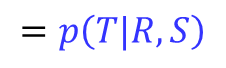 = p(T|R, S)